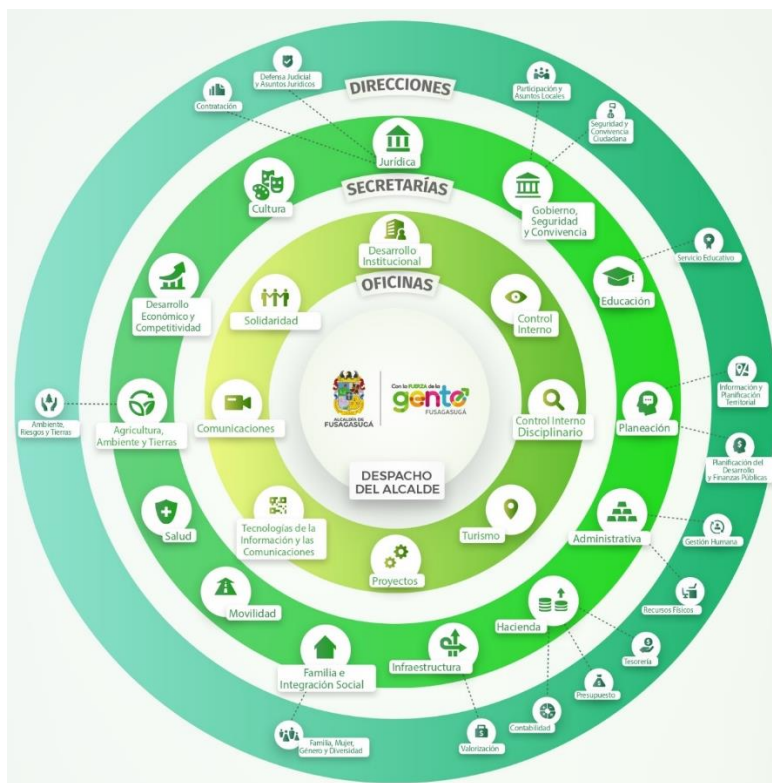 DIRECCIONES
Defensa Judicial
y Asuntos Jurídicos
Contratación
Participación y
Asuntos Locales
Seguridad y
Convivencia
Ciudadana
Servicio Educativo
Información y
Planificación
Territorial
Planificación del
Desarrollo
y Finanzas Públicas
Gestión Humana
Recursos Físicos
Tesorería
Presupuesto
Contabilidad
Valorización
Familia, Mujer,
Género y Diversidad
Ambiente,
Riesgos y Tierras
SECRETARÍAS
Jurídica
Gobierno,
Seguridad
y Convivencia
Educación
Planeación
Administrativa
Hacienda
Infraestructura
Familia e
Integración Social
Movilidad
Salud
Agricultura,
Ambiente y Tierras
Desarrollo
Económico y
Competitividad
Cultura
OFICINAS
Desarrollo
Institucional
Control
Interno
Control Interno
Disciplinario
Turismo
Proyectos
Tecnologías de la
Información y las
Comunicaciones
Comunicaciones
Solidaridad
ALCALDÍA DE
FUSAGASUGÁ
Con la FUERZA de la
gente
FUSAGASUGÁ
DESPACHO
DEL ALCALDE